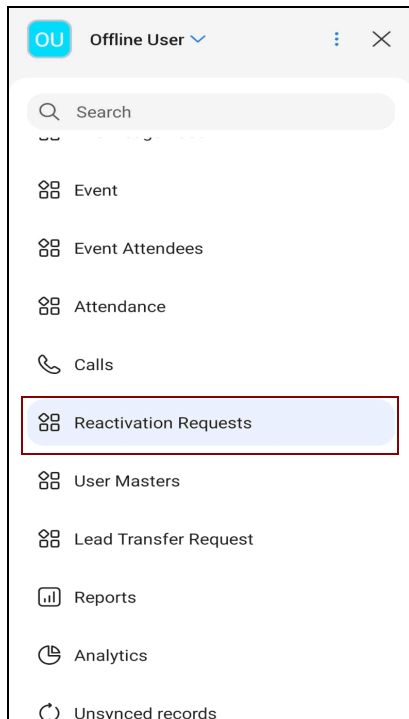 OU Offline User
Search
Event
Event Attendees
Attendance
Calls
Reactivation Requests
User Masters
Lead Transfer Request
Reports
Analytics
Unsynced records